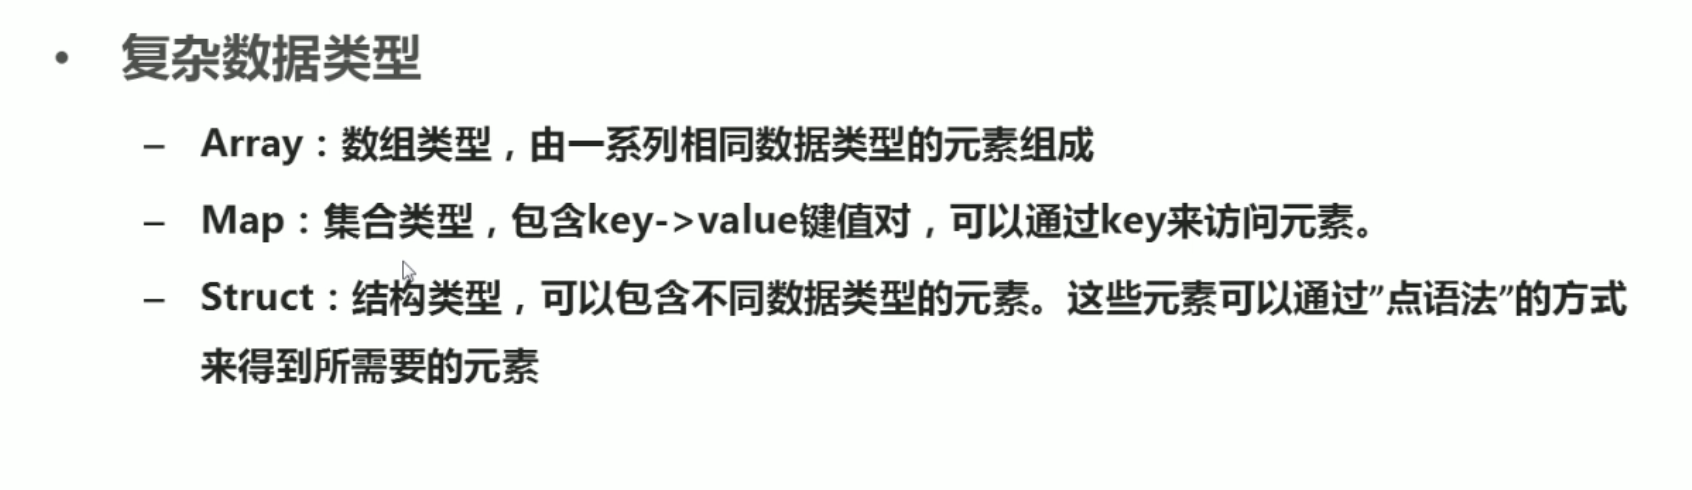 • 复杂数据类型
– Array：数组类型，由一系列相同数据类型的元素组成
– Map：集合类型，包含key->value键值对，可以通过key来访问元素。
– Struct：结构类型，可以包含不同数据类型的元素。这些元素可以通过”点语法”的方式
来得到所需要的元素